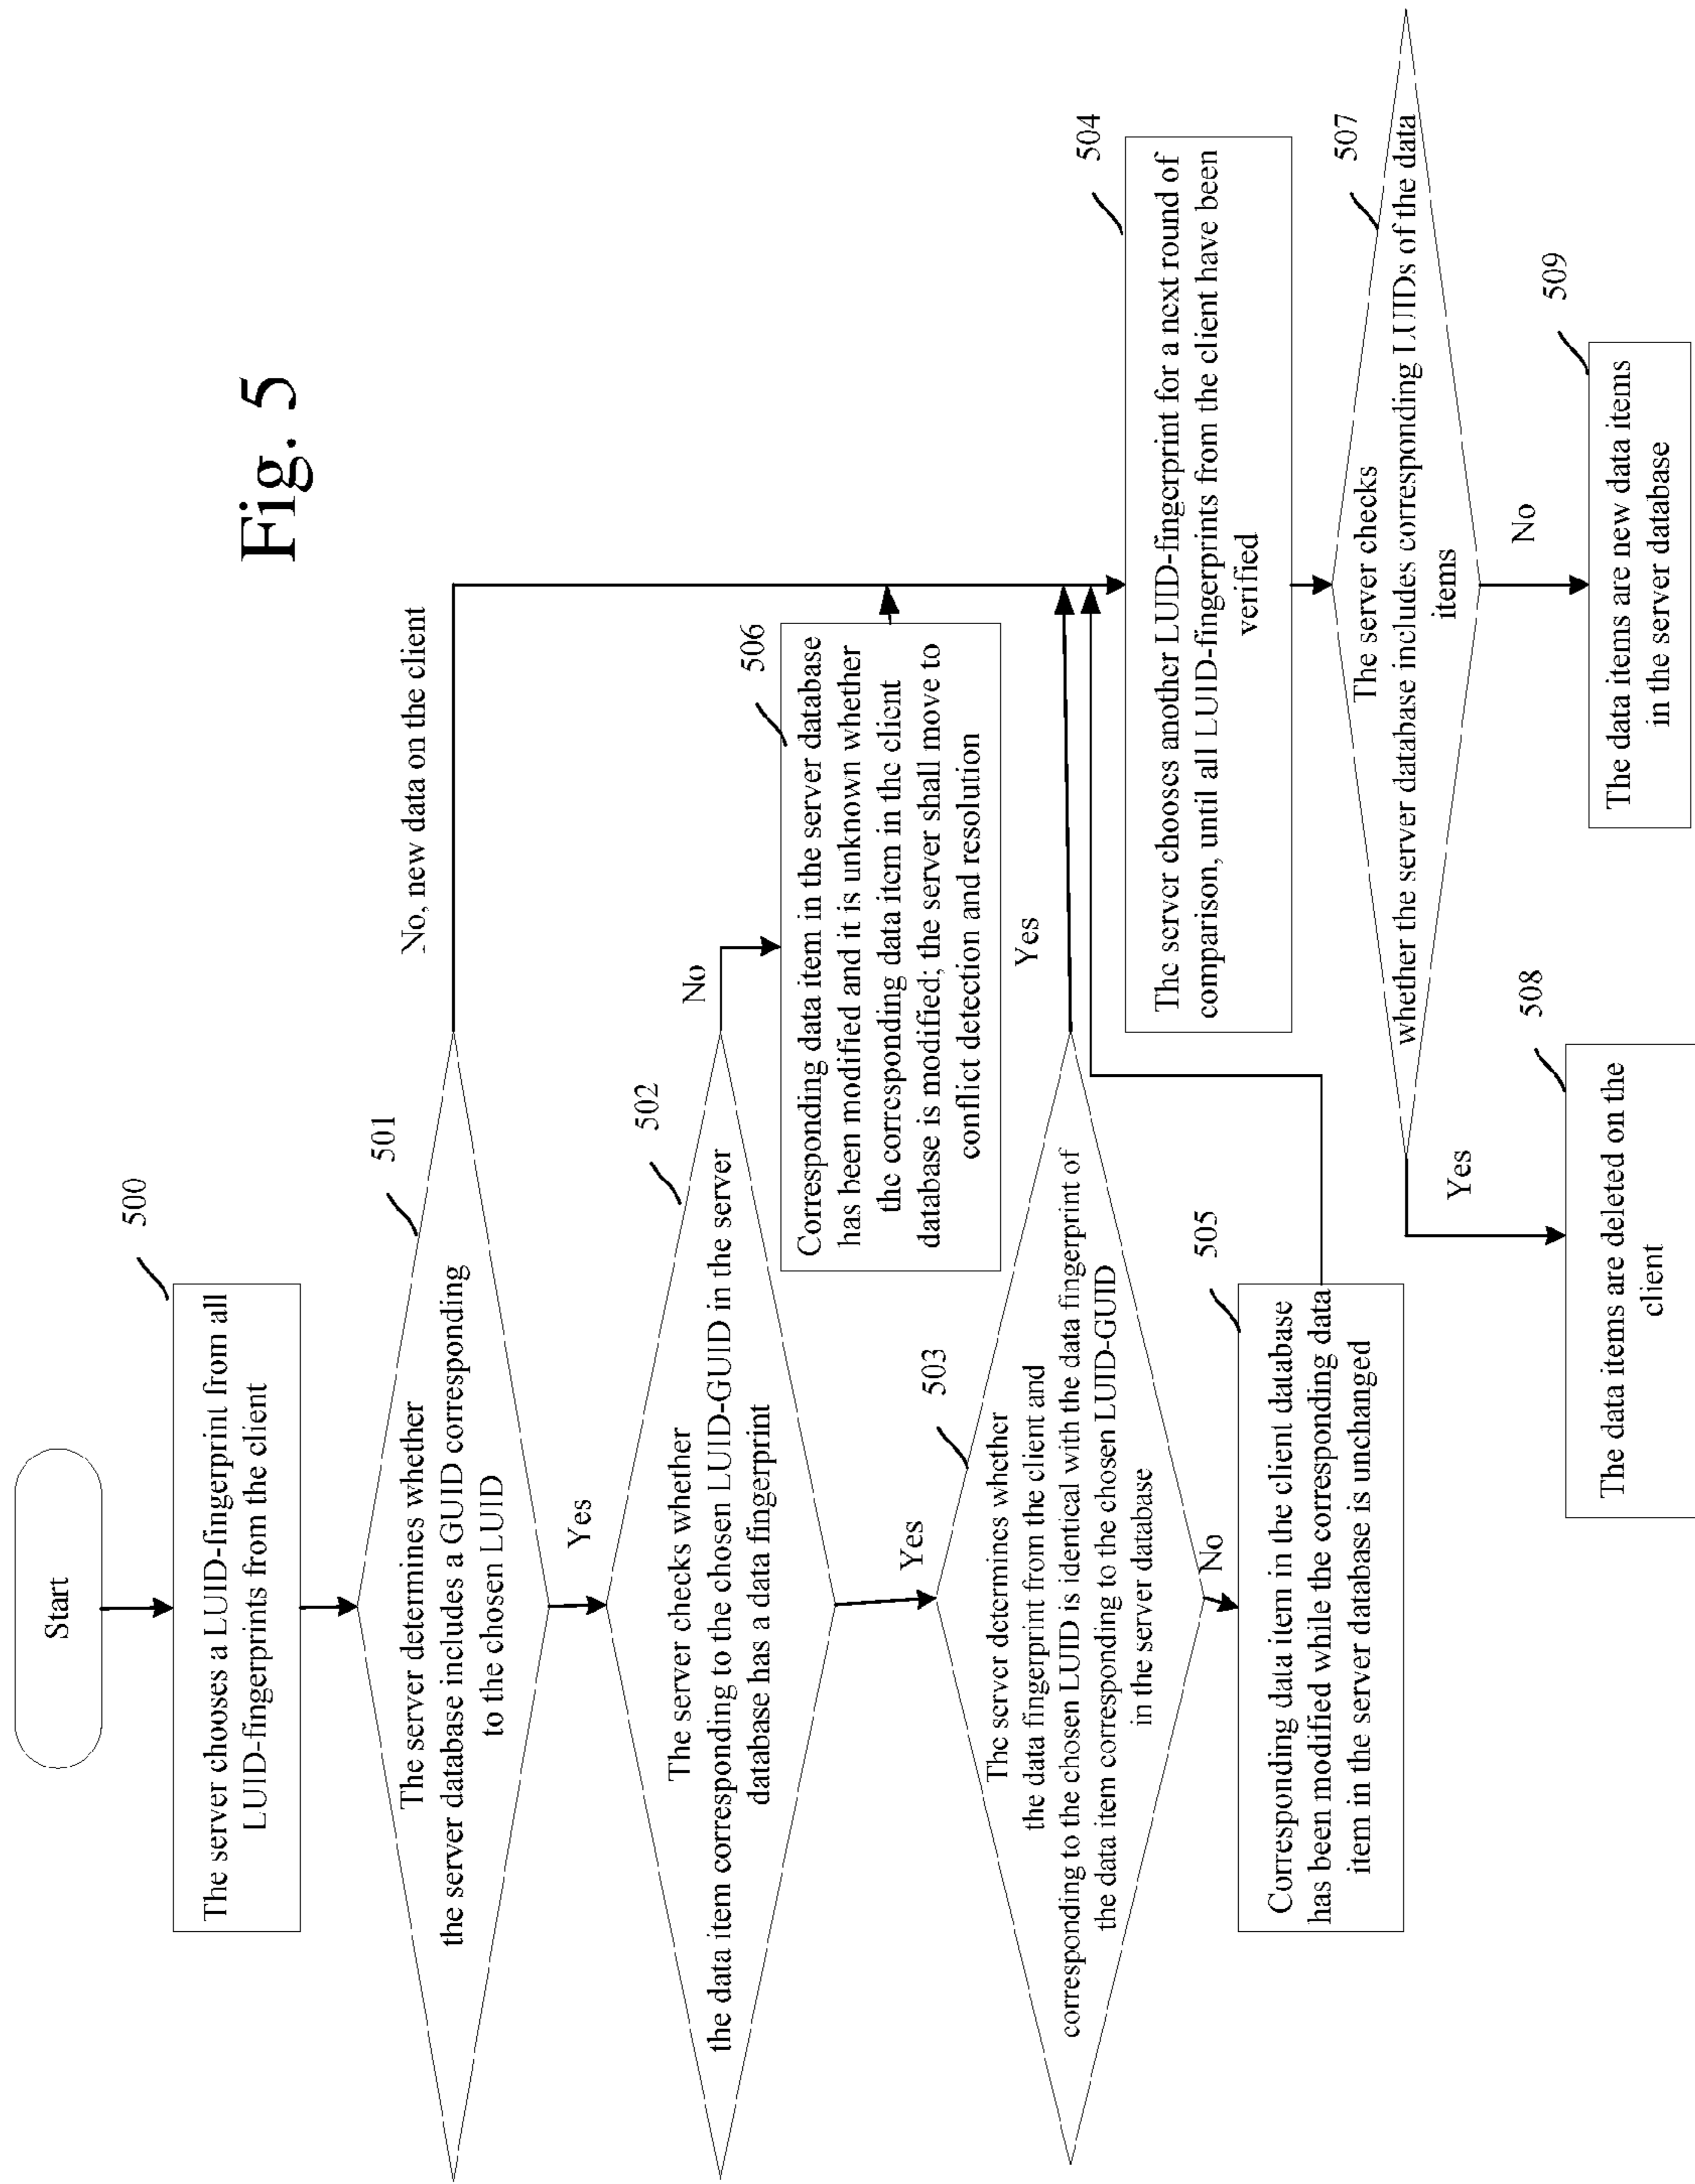 Fig. 5
Start
500
The server chooses a LUID-fingerprint from all
LUID-fingerprints from the client
501
The server determines whether
the server database includes a GUID corresponding
to the chosen LUID
No, new data on the client
Yes
502
The server checks whether
the data item corresponding to the chosen LUID-GUID in the server
database has a data fingerprint
No
506
Corresponding data item in the server database
has been modified and it is unknown whether
the corresponding data item in the client
database is modified; the server shall move to
conflict detection and resolution
Yes
503
The server determines whether
the data fingerprint from the client and
corresponding to the chosen LUID is identical with the data fingerprint of
the data item corresponding to the chosen LUID-GUID
in the server database
Yes
No
505
Corresponding data item in the client database
has been modified while the corresponding data
item in the server database is unchanged
504
The server chooses another LUID-fingerprint for a next round of
comparison, until all LUID-fingerprints from the client have been
verified
507
The server checks
whether the server database includes corresponding LUIDs of the data
items
Yes
508
The data items are deleted on the
client
No
509
The data items are new data items
in the server database